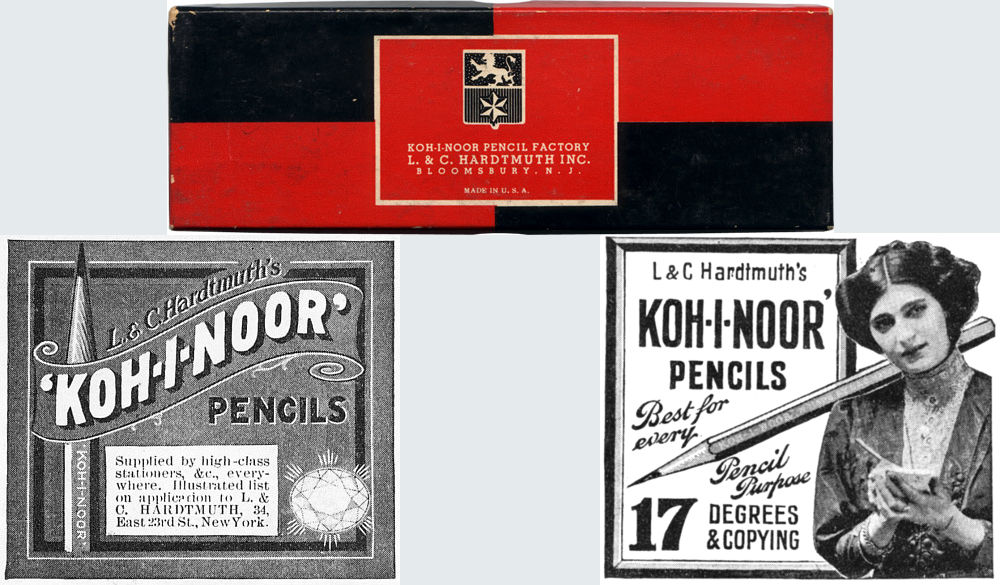 KOH-I-NOOR PENCIL FACTORY
L. & C. HARDTMUTH INC.
BLOOMSBURY, N. J.
MADE IN U. S. A.
L. & C. Hardtmuth's
'KOH-I-NOOR'
PENCILS
KOH-I-NOOR
Supplied by high-class
stationers, &c., every-
where. Illustrated list
on application to L. &
C. HARDTMUTH, 34,
East 23rd St., New York.
L & C Hardtmuth's
KOH-I-NOOR'
PENCILS
Best for
every
Pencil
Purpose
17 DEGREES
& COPYING